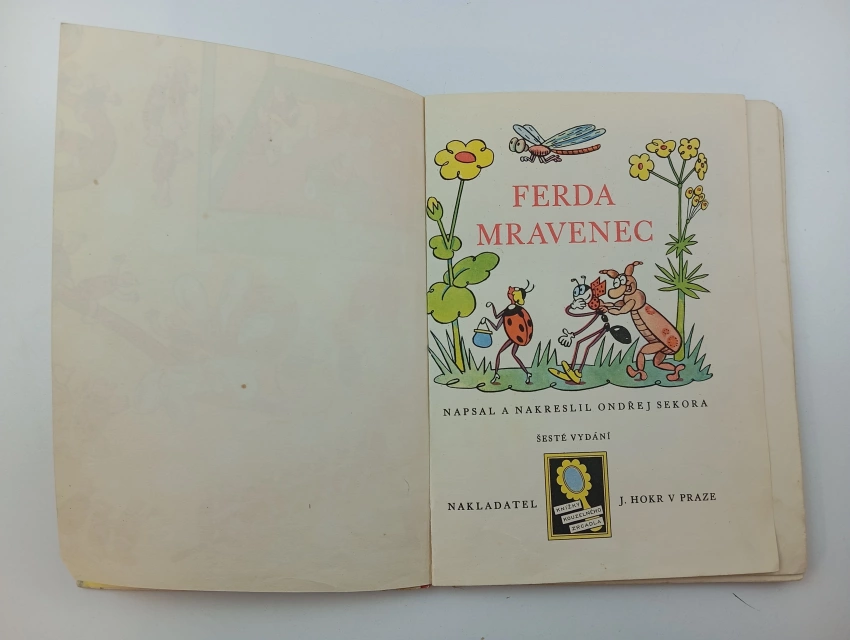 FERDA
MRAVENEC
NAPSAL A NAKRESLIL ONDŘEJ SEKORA
ŠESTÉ VYDÁNÍ
NAKLADATEL
KNIŽKY
KOUZELNÉHO
ZRCADLA
J. HOKR V PRAZE